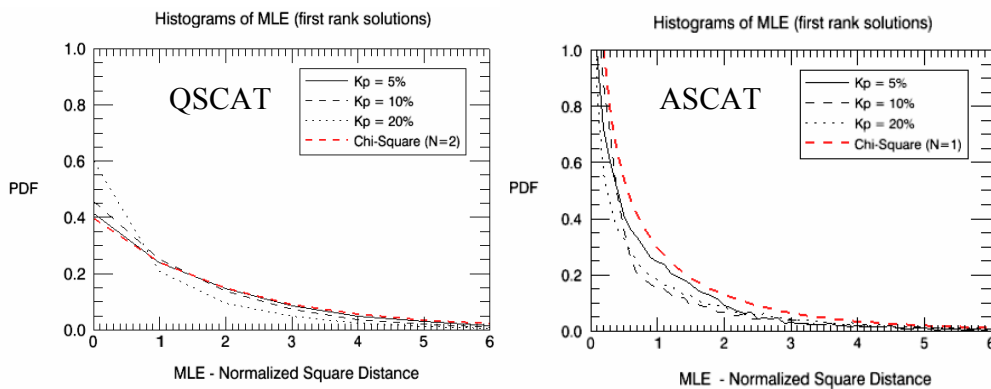 Histograms of MLE (first rank solutions)
1.0
0.8
0.6
0.4
0.2
0.0
PDF
QSCAT
Kp = 5%
Kp = 10%
Kp = 20%
Chi-Square (N=2)
0 1 2 3 4 5 6
MLE - Normalized Square Distance
Histograms of MLE (first rank solutions)
1.0
0.8
0.6
0.4
0.2
0.0
PDF
ASCAT
Kp = 5%
Kp = 10%
Kp = 20%
Chi-Square (N=1)
0 1 2 3 4 5 6
MLE - Normalized Square Distance